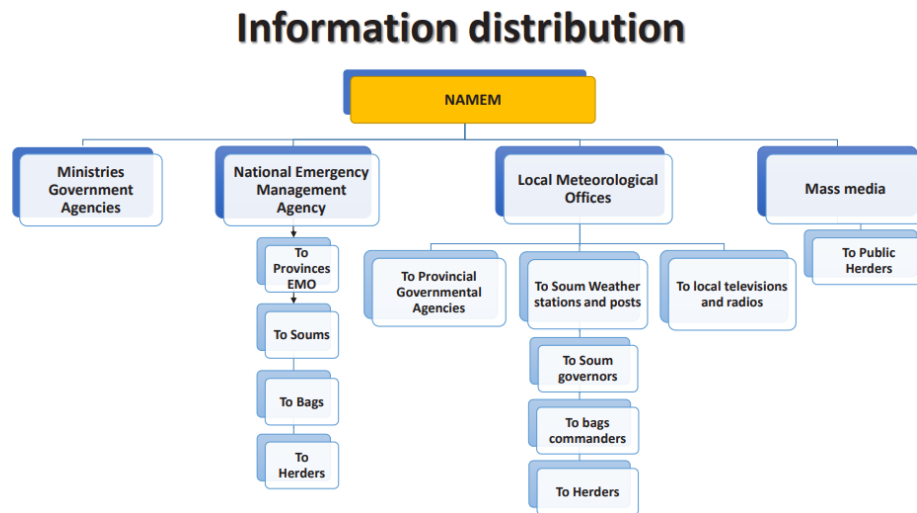 Information distribution
NAMEM
Ministries
Government
Agencies
National Emergency
Management
Agency
Local Meteorological
Offices
Mass media
To
Provinces
EMO
To Soums
To Bags
To
Herders
To Provincial
Governmental
Agencies
To Soum Weather
stations and posts
To local televisions
and radios
To Soum
governors
To bags
commanders
To Herders
To Public
Herders